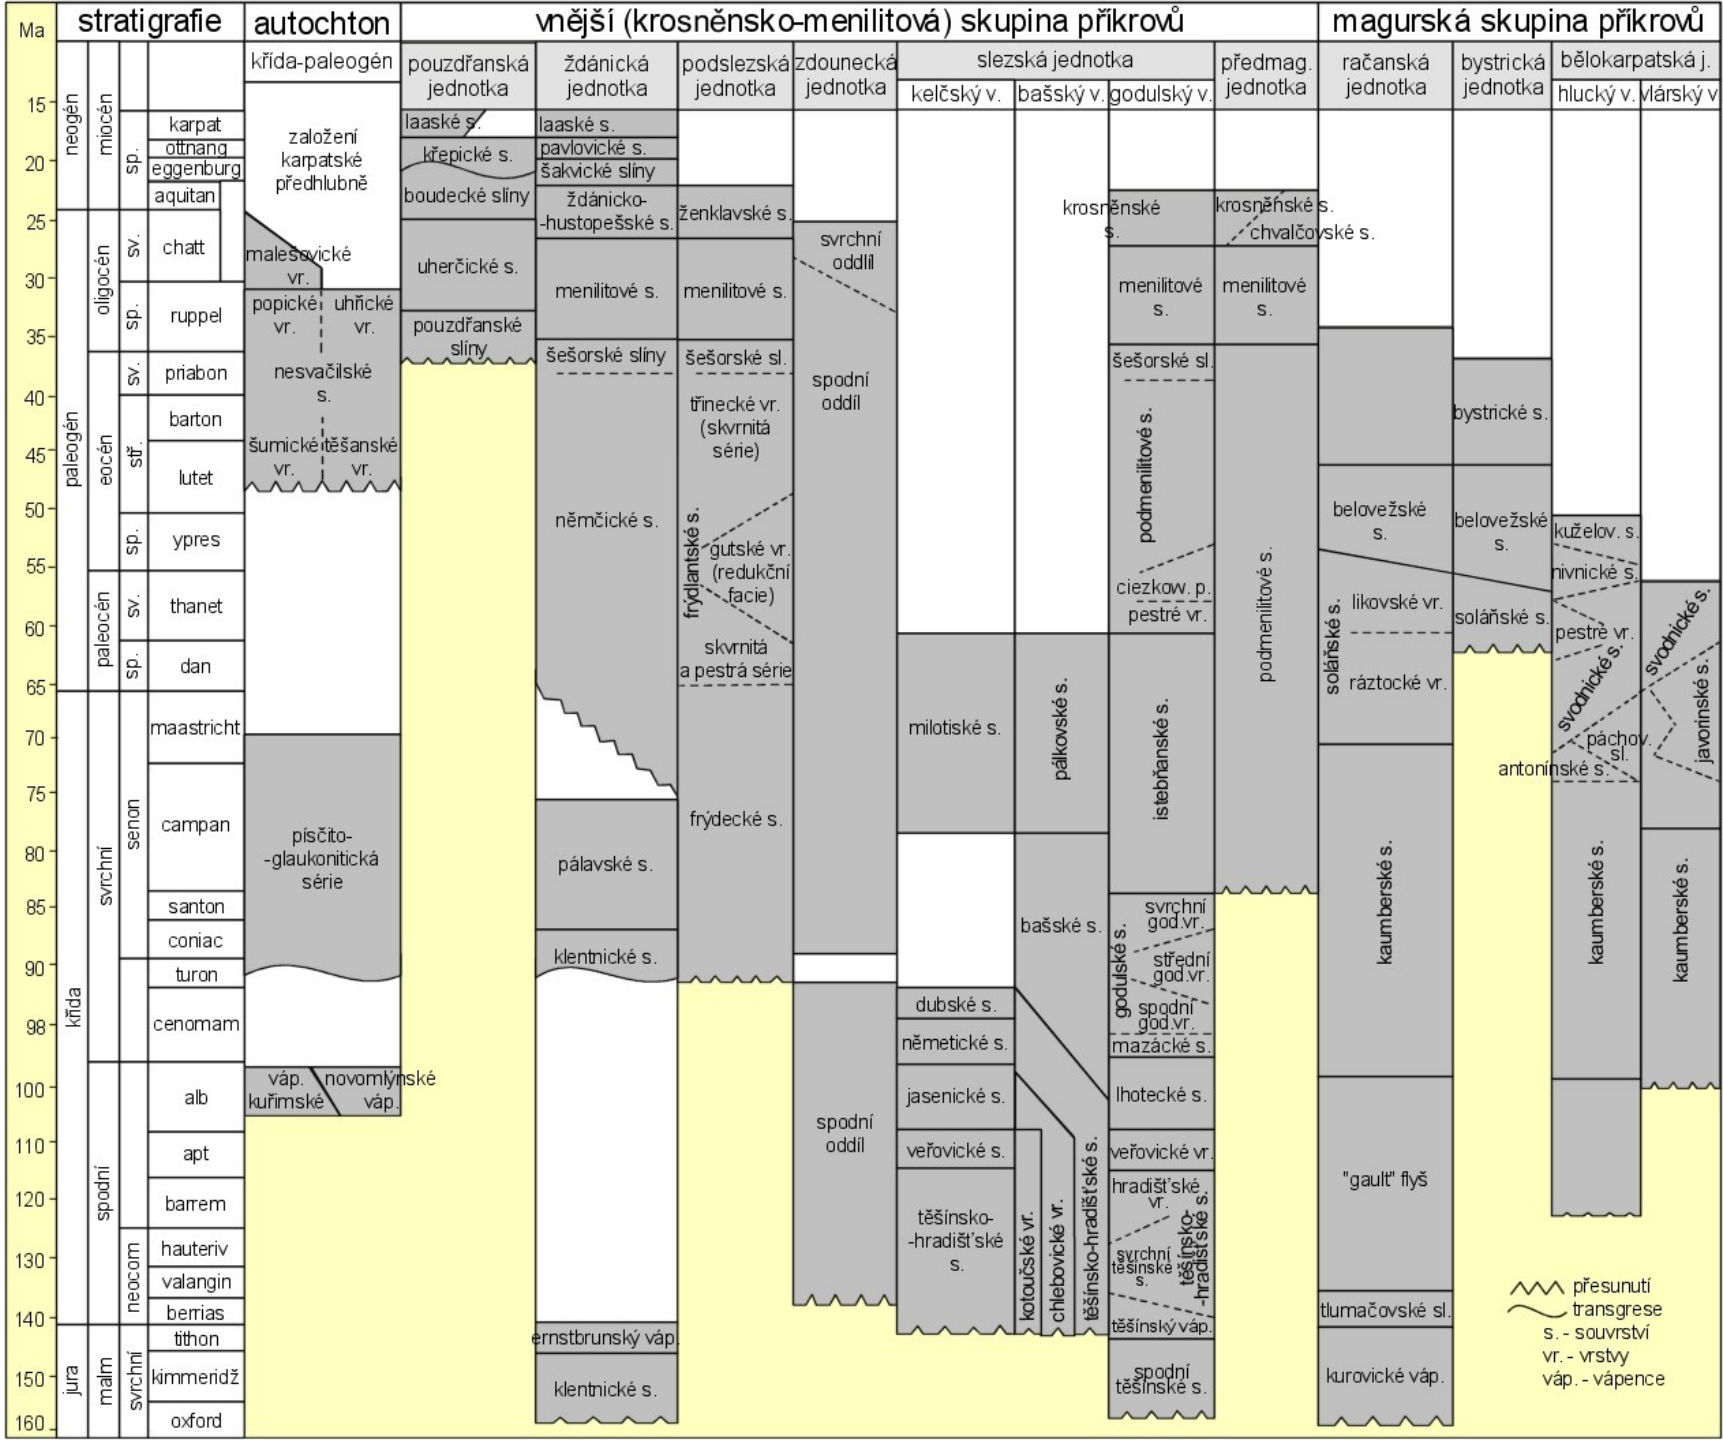 Ma
stratigrafie
autochton
vnější (krosněnsko-menilitová) skupina příkrovů
magurská skupina příkrovů
křída-paleogén
pouzdřanská
jednotka
ždánická
jednotka
podslezská
jednotka
zdounecká
jednotka
slezská jednotka
kelčský v.
bašský v.
godulský v.
předmag.
jednotka
račanská
jednotka
bystrická
jednotka
bělokarpatská j.
hlucký v.
vlárský v
15
20
25
30
35
40
45
50
55
60
65
70
75
80
85
90
98
100
110
120
130
140
150
160
neogén
paleogén
křída
jura
miocén
oligocén
eocén
paleocén
svrchní
spodní
malm
sp.
sv.
sp.
sv.
stř.
sp.
sv.
sp.
senon
neocom
svrchní
karpat
ottnang
eggenburg
aquitan
chatt
ruppel
priabon
barton
lutet
ypres
thanet
dan
maastricht
campan
santon
coniac
turon
cenomam
alb
apt
barrem
hauteriv
valangin
berrias
tithon
kimmeridž
oxford
založení
karpatské
předhlubně
malešovické
vr.
popické
vr.
uhřické
vr.
nesvačilské
s.
šumické
vr.
těšanské
vr.
písčito-
-glaukonitická
série
váp.
kuřimské
novomlýnské
váp.
laaské s.
křepické s.
boudecké slíny
uherčické s.
pouzdřanské
slíny
laaské s.
pavlovické s.
šakvické slíny
ždánicko-
-hustopešské s.
menilitové s.
šešorské slíny
němčické s.
pálavské s.
klentnické s.
ernstbrunský váp.
klentnické s.
ženklavské s.
menilitové s.
šešorské sl.
třinecké vr.
(skvrnitá
série)
frýdlantské s.
gutské vr.
(redukční
facie)
skvrnitá
a pestrá série
frýdecké s.
svrchní
oddlíl
spodní
oddíl
spodní
oddíl
milotiské s.
dubské s.
němetické s.
jasenické s.
veřovické s.
těšínsko-
-hradišťské
s.
pálkovské s.
bašské s.
kotoučské vr.
chlebovické vr.
těšínsko-hradišťské s.
krosněnské
s.
menilitové
s.
šešorské sl.
podmenilitové s.
ciezkow. p.
pestré vr.
istebňanské s.
godulské s.
svrchní
god.vr.
střední
god.vr.
spodní
god.vr.
mazácké s.
lhotecké s.
veřovické vr.
hradišťské
vr.
svrchní
těšínské
s.
těšínsko-
-hradišťské s.
těšínský váp.
spodní
těšínské s.
krosněnské s.
chvalčovské s.
menilitové
s.
podmenilitové s.
belovežské
s.
soláňské s.
likovské vr.
ráztocké vr.
kaumberské s.
"gault" flyš
tlumačovské sl.
kurovické váp.
bystrické s.
belovežské
s.
soláňské s.
kuželov. s.
nivnické s.
pestré vr.
svodnické s.
páchov.
sl.
antonínské s.
kaumberské s.
svodnické s.
javorinské s.
kaumberské s.
přesunutí
transgrese
s. - souvrství
vr. - vrstvy
váp. - vápence